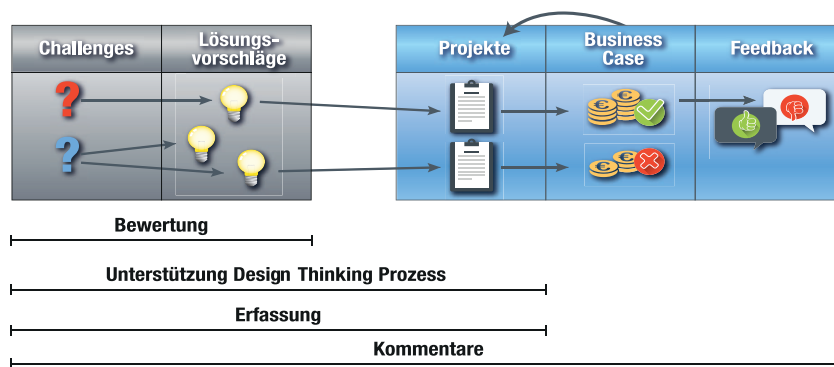 Challenges
Lösungs-
vorschläge
Projekte
Business
Case
Feedback
Bewertung
Unterstützung Design Thinking Prozess
Erfassung
Kommentare